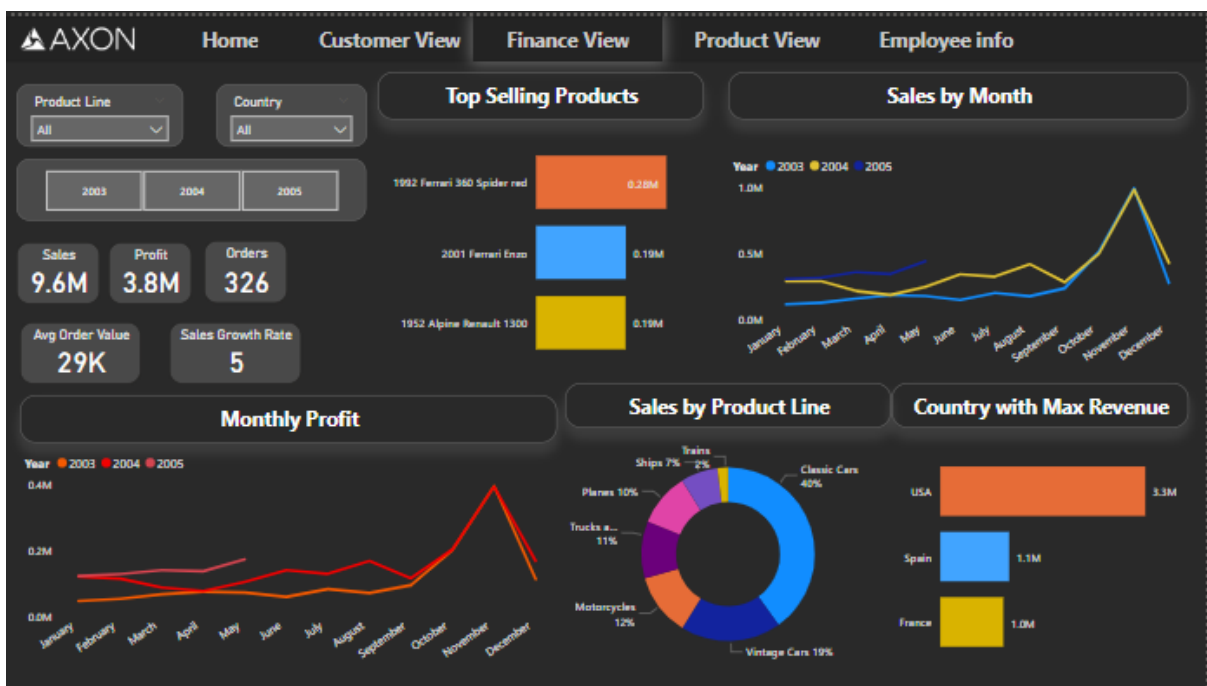 AXON
Home
Customer View
Finance View
Product View
Employee info
Product Line
All
Country
All
2003
2004
2005
Sales
9.6M
Profit
3.8M
Orders
326
Avg Order Value
29K
Sales Growth Rate
5
Top Selling Products
1992 Ferrari 360 Spider red
0.28M
2001 Ferrari Enzo
0.19M
1952 Alpine Renault 1300
0.19M
Sales by Month
Year 2003 2004 2005
1.0M
0.5M
0.0M
January
February
March
April
May
June
July
August
September
October
November
December
Monthly Profit
Year 2003 2004 2005
0.4M
0.2M
0.0M
January
February
March
April
May
June
July
August
September
October
November
December
Sales by Product Line
Trains
2%
Ships 7%
Classic Cars
40%
Planes 10%
Trucks a...
11%
Motorcycles
12%
Vintage Cars 19%
Country with Max Revenue
USA
3.3M
Spain
1.1M
France
1.0M